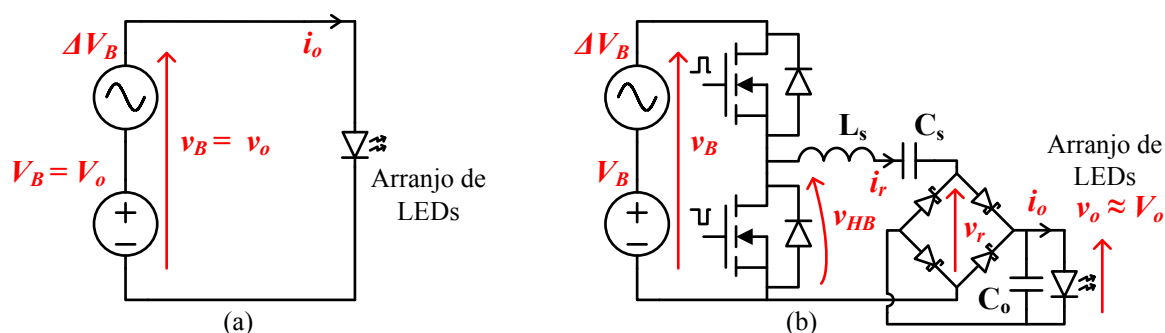 ΔV_B
i_o
v_B = v_o
V_B = V_o
Arranjo de
LEDs
(a)
ΔV_B
v_B
V_B
L_s
C_s
i_r
v_HB
v_r
i_o
Arranjo de
LEDs
v_o ≈ V_o
C_o
(b)